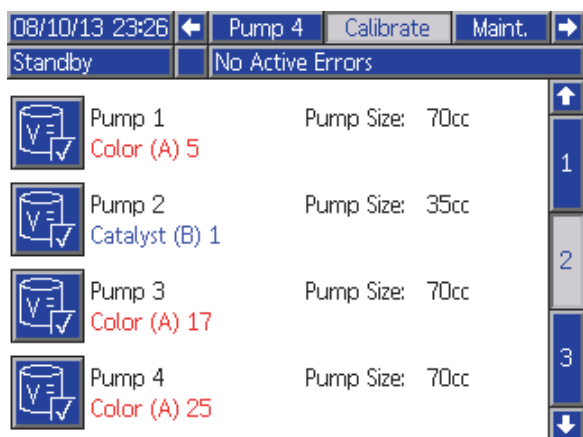 08/10/13 23:26 Pump 4 Calibrate Maint.
Standby No Active Errors
Pump 1 Pump Size: 70cc
Color (A) 5
1
Pump 2 Pump Size: 35cc
Catalyst (B) 1
2
Pump 3 Pump Size: 70cc
Color (A) 17
3
Pump 4 Pump Size: 70cc
Color (A) 25